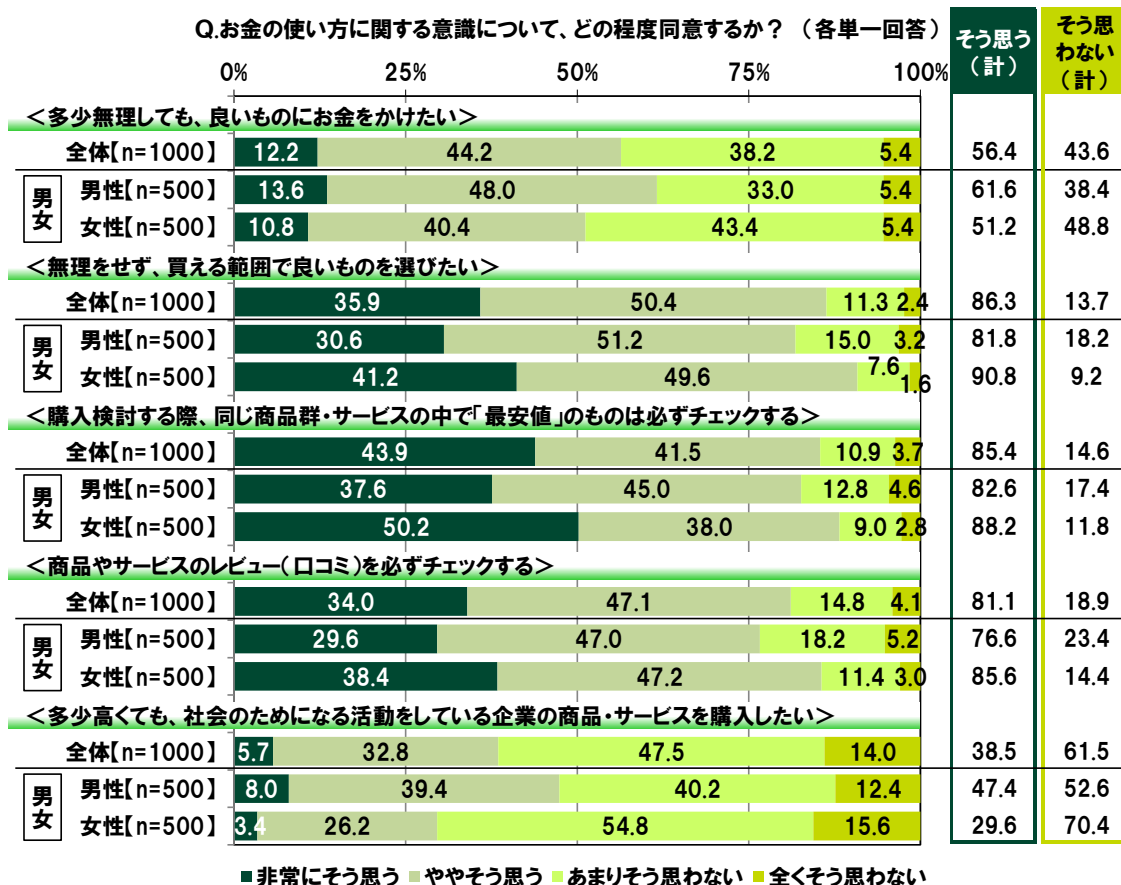 Q.お金の使い方に関する意識について、どの程度同意するか？ （各単一回答）
そう思う
（計）
そう思
わない
（計）
0% 25% 50% 75% 100%
＜多少無理しても、良いものにお金をかけたい＞
全体【n=1000】 12.2 44.2 38.2 5.4 56.4 43.6
男女
男性【n=500】 13.6 48.0 33.0 5.4 61.6 38.4
女性【n=500】 10.8 40.4 43.4 5.4 51.2 48.8
＜無理をせず、買える範囲で良いものを選びたい＞
全体【n=1000】 35.9 50.4 11.3 2.4 86.3 13.7
男女
男性【n=500】 30.6 51.2 15.0 3.2 81.8 18.2
女性【n=500】 41.2 49.6 7.6 1.6 90.8 9.2
＜購入検討する際、同じ商品群・サービスの中で「最安値」のものは必ずチェックする＞
全体【n=1000】 43.9 41.5 10.9 3.7 85.4 14.6
男女
男性【n=500】 37.6 45.0 12.8 4.6 82.6 17.4
女性【n=500】 50.2 38.0 9.0 2.8 88.2 11.8
＜商品やサービスのレビュー（口コミ）を必ずチェックする＞
全体【n=1000】 34.0 47.1 14.8 4.1 81.1 18.9
男女
男性【n=500】 29.6 47.0 18.2 5.2 76.6 23.4
女性【n=500】 38.4 47.2 11.4 3.0 85.6 14.4
＜多少高くても、社会のためになる活動をしている企業の商品・サービスを購入したい＞
全体【n=1000】 5.7 32.8 47.5 14.0 38.5 61.5
男女
男性【n=500】 8.0 39.4 40.2 12.4 47.4 52.6
女性【n=500】 3.4 26.2 54.8 15.6 29.6 70.4
■非常にそう思う ■ややそう思う ■あまりそう思わない ■全くそう思わない